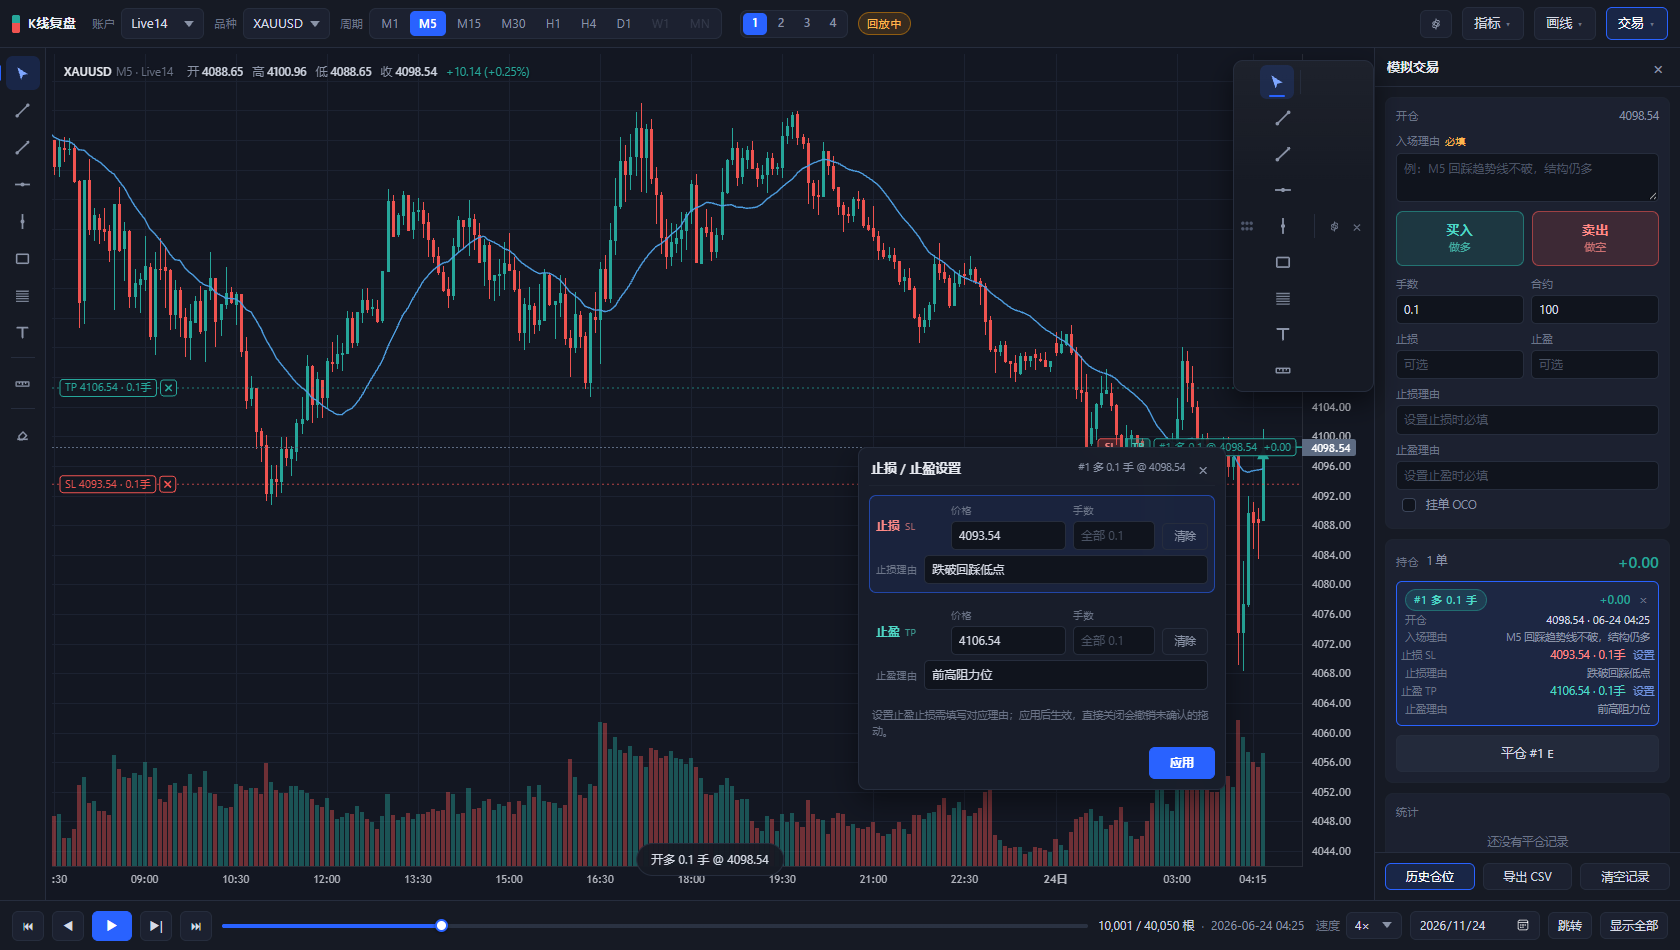 K线复盘 账户 Live14 品种 XAUUSD 周期 M1 M5 M15 M30 H1 H4 D1 W1 MN 1 2 3 4 回放中 指标 画线 交易
XAUUSD M5 · Live14 开 4088.65 高 4100.96 低 4088.65 收 4098.54 +10.14 (+0.25%)
TP 4106.54 · 0.1手 ×
SL 4093.54 · 0.1手 ×
SL TP #1 多 0.1 @ 4098.54 +0.00
4104.00
4100.00
4098.54
4096.00
4092.00
4088.00
4084.00
4080.00
4076.00
4072.00
4068.00
4064.00
4060.00
4056.00
4052.00
4048.00
4044.00
:30 09:00 10:30 12:00 13:30 15:00 16:30 18:00 19:30 21:00 22:30 24日 03:00 04:15
开多 0.1 手 @ 4098.54
止损 / 止盈设置 #1 多 0.1 手 @ 4098.54 ×
价格 手数
止损 SL 4093.54 全部 0.1 清除
止损理由 跌破回踩低点
价格 手数
止盈 TP 4106.54 全部 0.1 清除
止盈理由 前高阻力位
设置止盈止损需填写对应理由；应用后生效，直接关闭会撤销未确认的拖
动。
应用
模拟交易 ×
开仓 4098.54
入场理由 必填
例：M5 回踩趋势线不破，结构仍多
买入 卖出
做多 做空
手数 合约
0.1 100
止损 止盈
可选 可选
止损理由
设置止损时必填
止盈理由
设置止盈时必填
挂单 OCO
持仓 1 单 +0.00
#1 多 0.1 手 +0.00 ×
开仓 4098.54 · 06-24 04:25
入场理由 M5 回踩趋势线不破，结构仍多
止损 SL 4093.54 · 0.1手 设置
止损理由 跌破回踩低点
止盈 TP 4106.54 · 0.1手 设置
止盈理由 前高阻力位
平仓 #1 E
统计
还没有平仓记录
历史仓位 导出 CSV 清空记录
10,001 / 40,050 根 · 2026-06-24 04:25 速度 4× 2026/11/24 跳转 显示全部